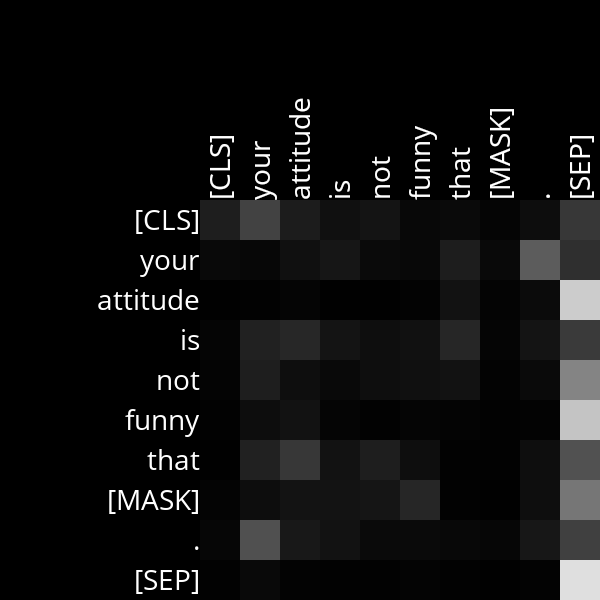 [CLS] your attitude is not funny that [MASK] . [SEP]
[CLS]
your
attitude
is
not
funny
that
[MASK]
.
[SEP]